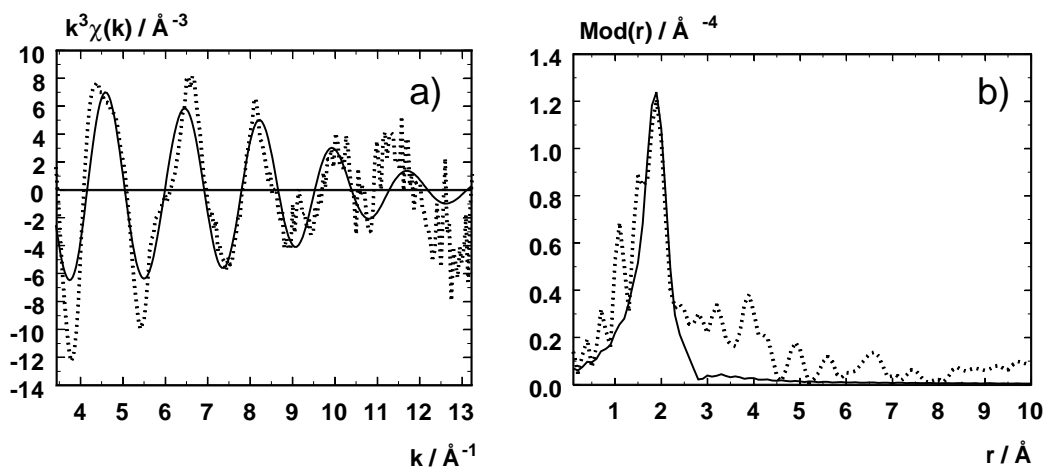 k³χ(k) / Å⁻³
10
8
6
4
2
0
-2
-4
-6
-8
-10
-12
-14
a)
4 5 6 7 8 9 10 11 12 13
k / Å⁻¹
Mod(r) / Å ⁻⁴
1.4
1.2
1.0
0.8
0.6
0.4
0.2
0.0
b)
1 2 3 4 5 6 7 8 9 10
r / Å